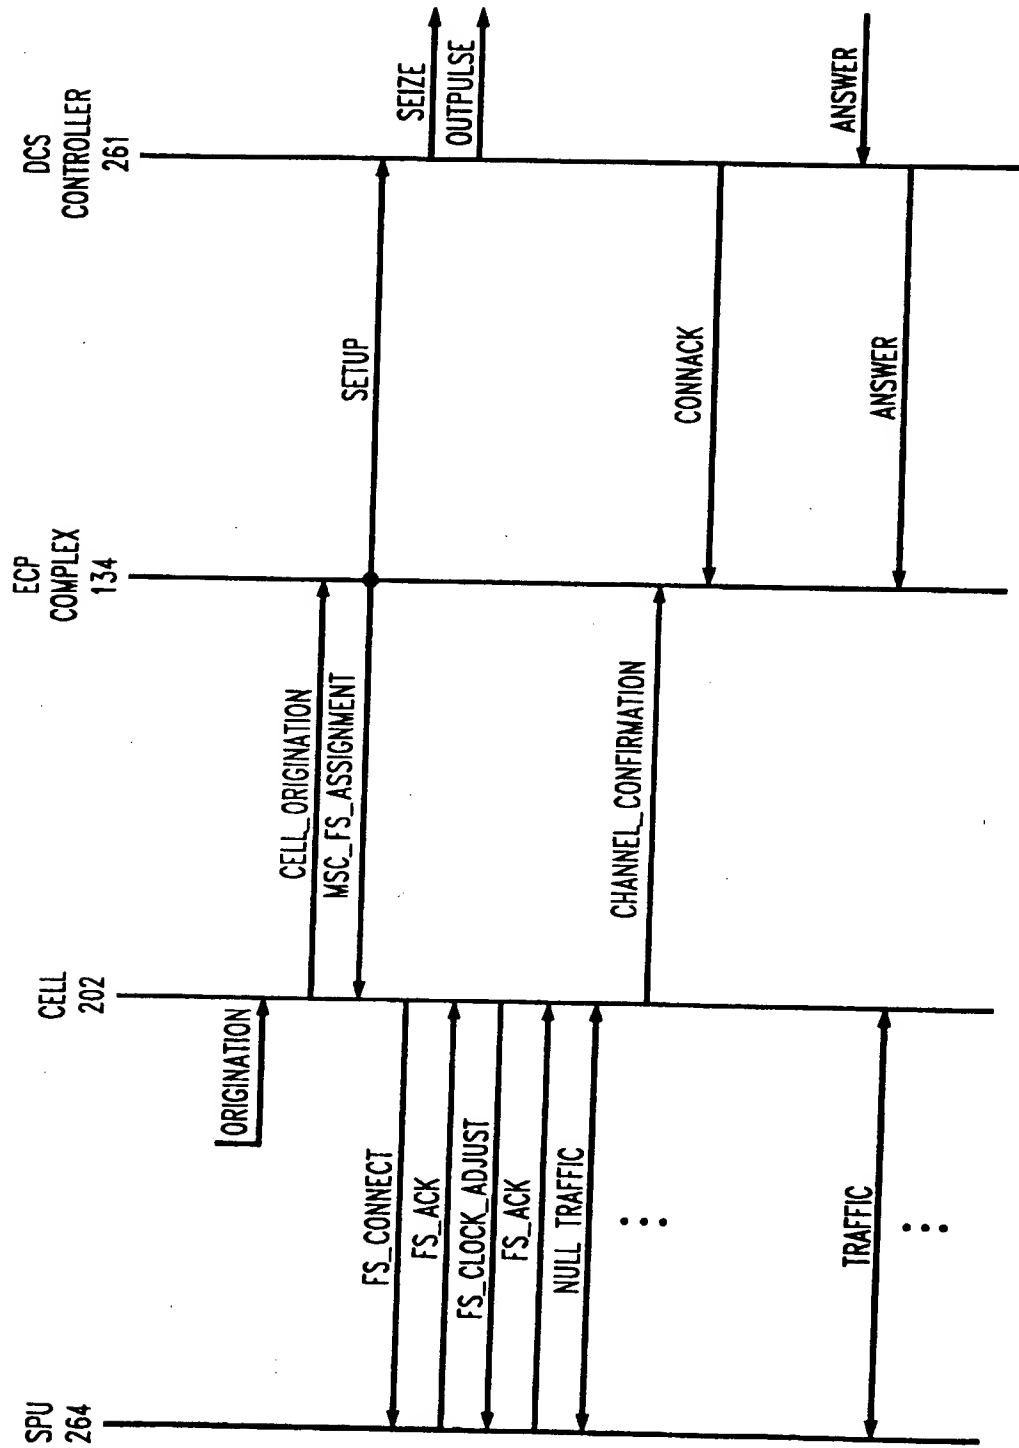 SPU
264
CELL
202
ECP
COMPLEX
134
DCS
CONTROLLER
261
ORIGINATION
CELL_ORIGINATION
MSC_FS_ASSIGNMENT
SETUP
SEIZE
OUTPULSE
FS_CONNECT
FS_ACK
FS_CLOCK_ADJUST
FS_ACK
NULL TRAFFIC
CHANNEL_CONFIRMATION
CONNACK
ANSWER
ANSWER
TRAFFIC